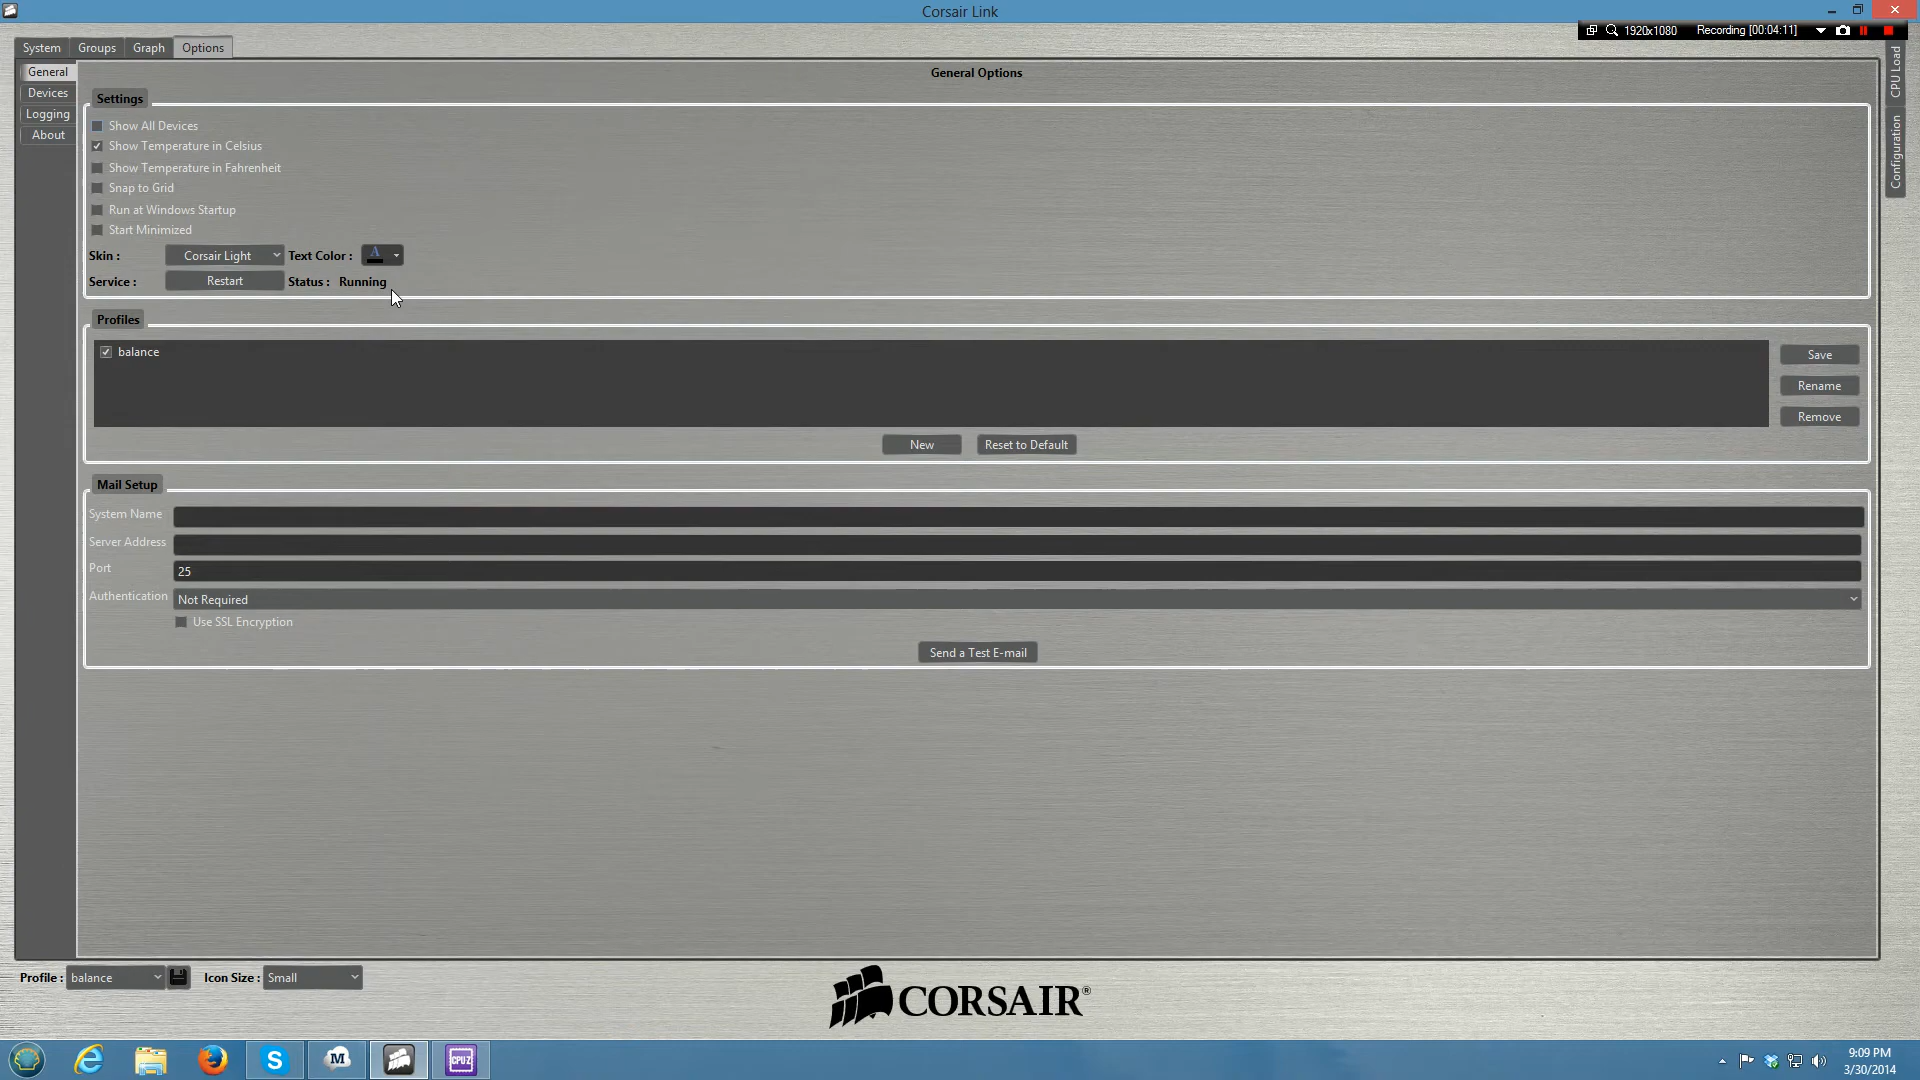 Corsair Link
1920x1080 Recording [00:04:11]
System Groups Graph Options
General
Devices
Logging
About
General Options
CPU Load
Configuration
Settings
Show All Devices
Show Temperature in Celsius
Show Temperature in Fahrenheit
Snap to Grid
Run at Windows Startup
Start Minimized
Skin : Corsair Light Text Color : A
Service : Restart Status : Running
Profiles
balance
Save
Rename
Remove
New Reset to Default
Mail Setup
System Name
Server Address
Port 25
Authentication Not Required
Use SSL Encryption
Send a Test E-mail
Profile : balance Icon Size : Small
CORSAIR®
S M CPUZ
9:09 PM
3/30/2014